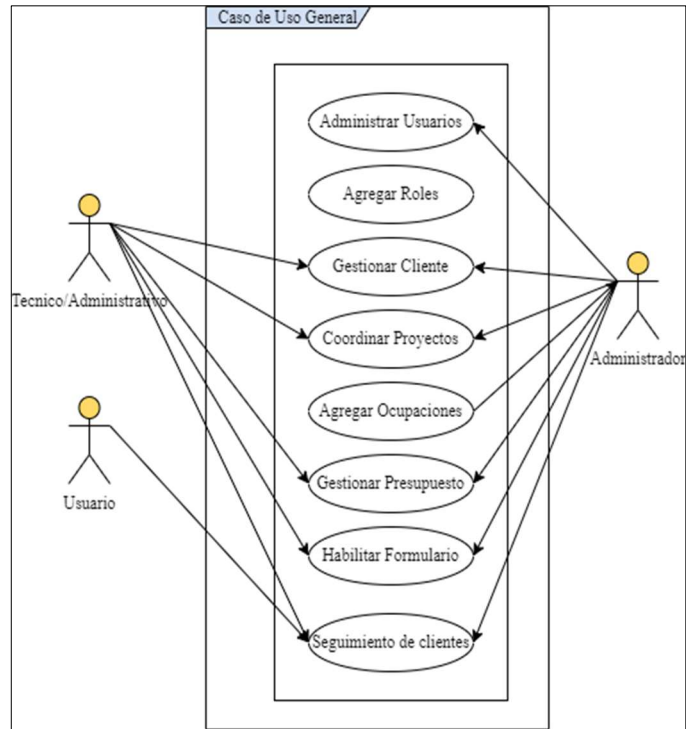 Caso de Uso General
Administrar Usuarios
Agregar Roles
Gestionar Cliente
Tecnico/Administrativo
Coordinar Proyectos
Administrador
Agregar Ocupaciones
Gestionar Presupuesto
Usuario
Habilitar Formulario
Seguimiento de clientes